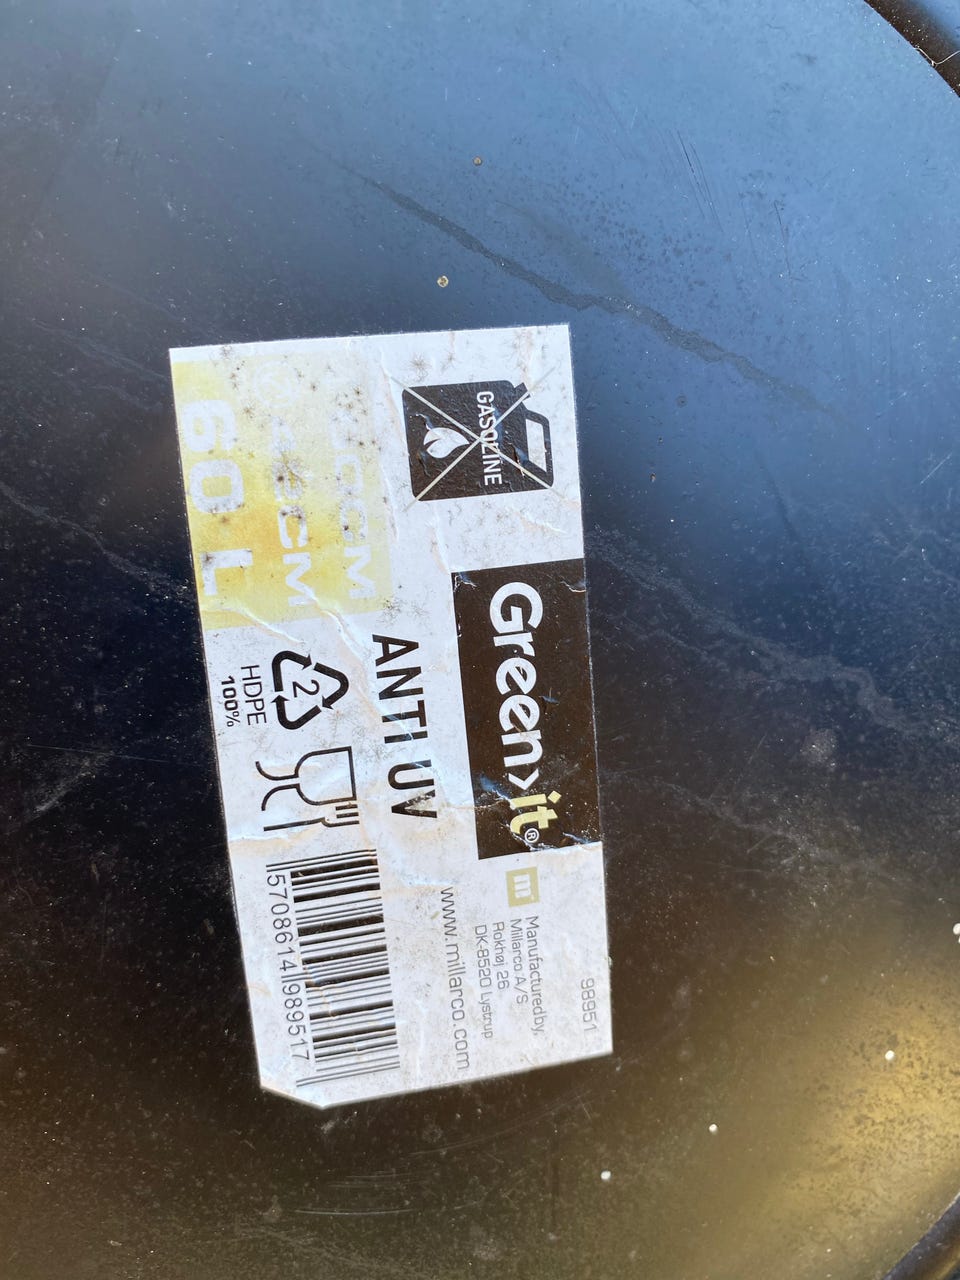 GASOLINE
Green>it®
m
98951
Manufactured by,
Millarco A/S
Rokhøj 26
DK-8520 Lystrup
www.millarco.com
ANTI UV
60 L
2
HDPE
100%
5708614989517